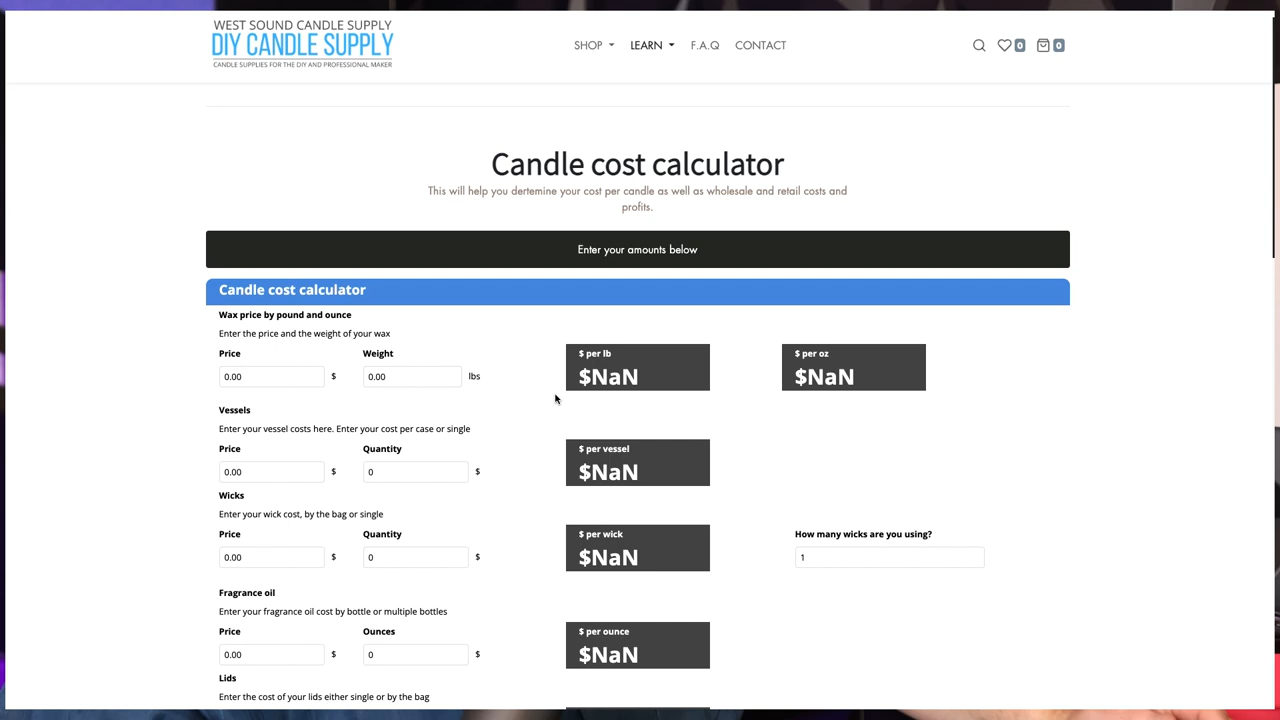 WEST SOUND CANDLE SUPPLY
DIY CANDLE SUPPLY
CANDLE SUPPLIES FOR THE DIY AND PROFESSIONAL MAKER
SHOP LEARN F.A.Q CONTACT
0 0
Candle cost calculator
This will help you dertemine your cost per candle as well as wholesale and retail costs and
profits.
Enter your amounts below
Candle cost calculator
Wax price by pound and ounce
Enter the price and the weight of your wax
Price Weight $ per lb $ per oz
0.00 $ 0.00 lbs $NaN $NaN
Vessels
Enter your vessel costs here. Enter your cost per case or single
Price Quantity $ per vessel
0.00 $ 0 $ $NaN
Wicks
Enter your wick cost, by the bag or single
Price Quantity $ per wick How many wicks are you using?
0.00 $ 0 $ $NaN 1
Fragrance oil
Enter your fragrance oil cost by bottle or multiple bottles
Price Ounces $ per ounce
0.00 $ 0 $ $NaN
Lids
Enter the cost of your lids either single or by the bag